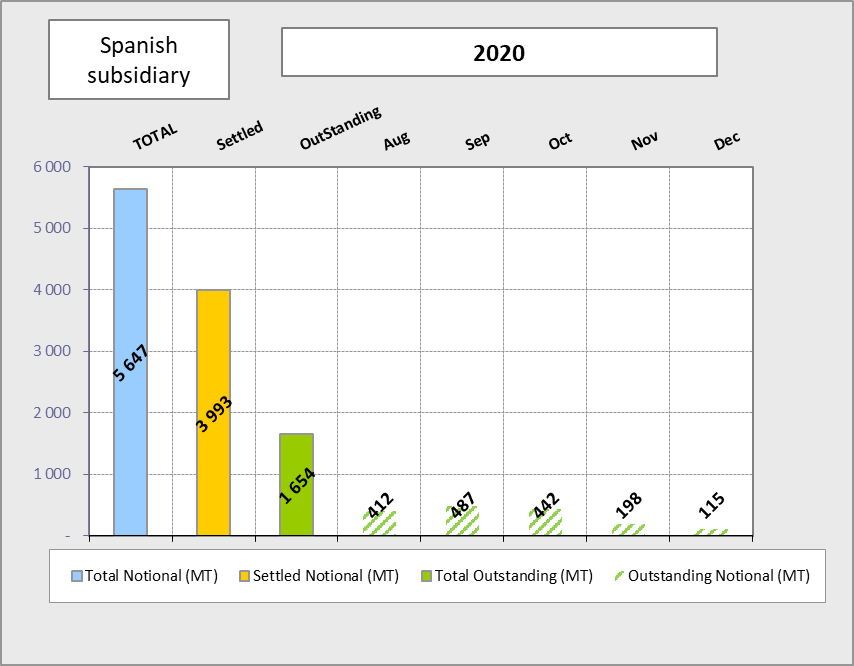 Spanish
subsidiary
2020
TOTAL
Settled
OutStanding
Aug
Sep
Oct
Nov
Dec
6 000
5 000
4 000
3 000
2 000
1 000
-
5 647
3 993
1 654
412
487
442
198
115
Total Notional (MT)
Settled Notional (MT)
Total Outstanding (MT)
Outstanding Notional (MT)